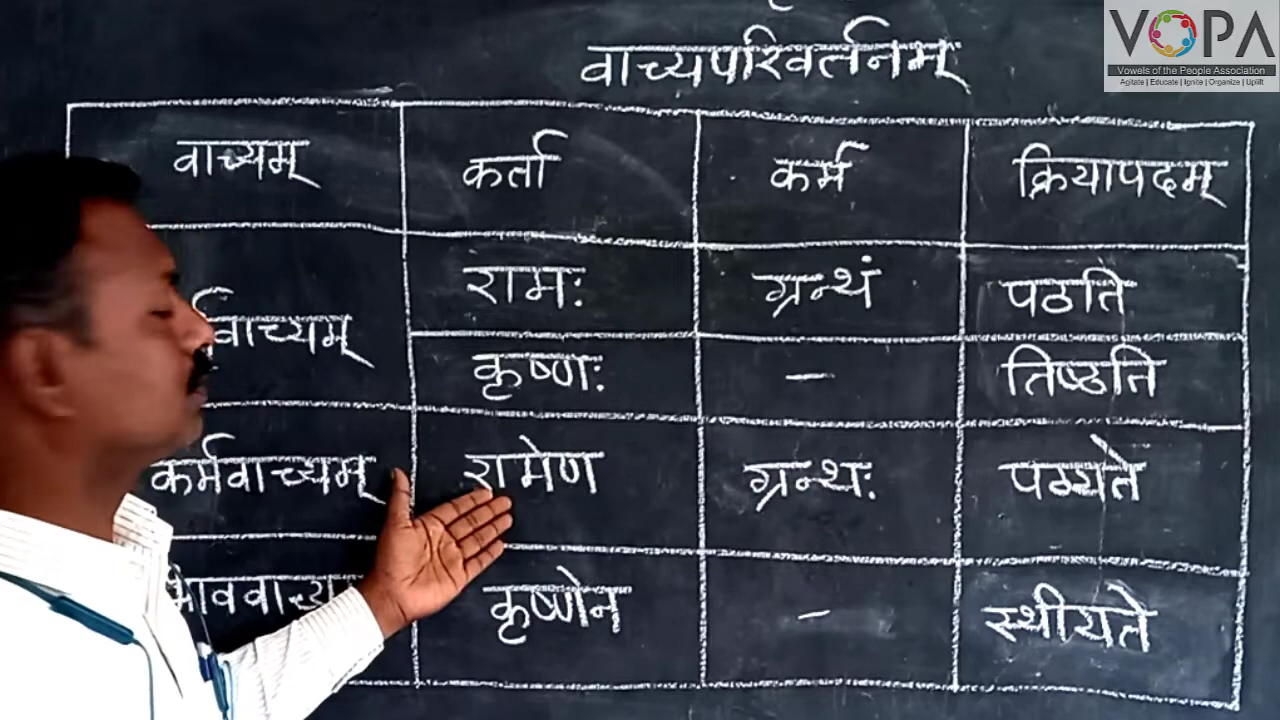 VOPA
Vowels of the People Association
Agitate | Educate | Ignite | Organize | Uplift
वाच्यपरिवर्तनम्
वाच्यम् कर्ता कर्म क्रियापदम्
रामः ग्रन्थं पठति
कृष्णः - तिष्ठति
कर्मवाच्यम् रामेण ग्रन्थः पठ्यते
कृष्णेन - स्थीयते